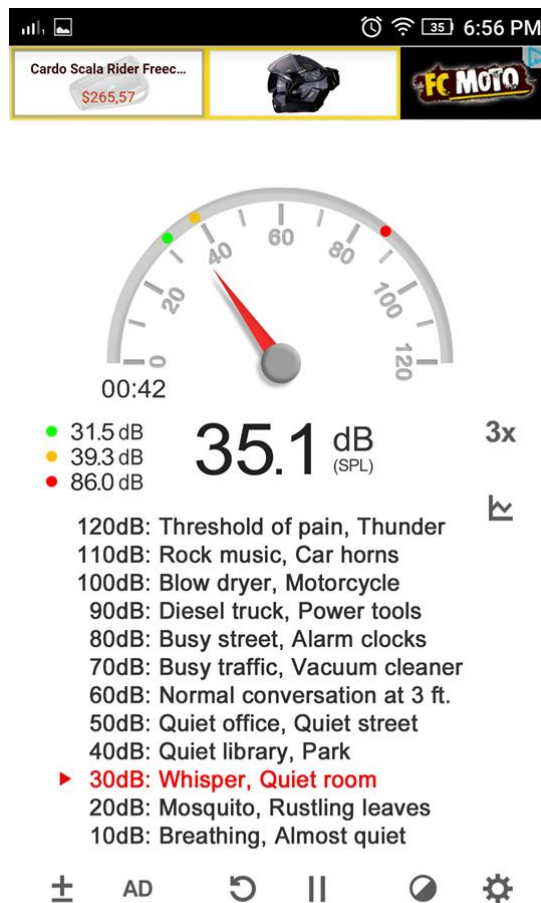 35 6:56 PM
Cardo Scala Rider Freec...
$265,57
FC MOTO
0
20
40
60
80
100
120
00:42
31.5 dB
39.3 dB
86.0 dB
35.1 dB
(SPL)
3x
120dB: Threshold of pain, Thunder
110dB: Rock music, Car horns
100dB: Blow dryer, Motorcycle
90dB: Diesel truck, Power tools
80dB: Busy street, Alarm clocks
70dB: Busy traffic, Vacuum cleaner
60dB: Normal conversation at 3 ft.
50dB: Quiet office, Quiet street
40dB: Quiet library, Park
30dB: Whisper, Quiet room
20dB: Mosquito, Rustling leaves
10dB: Breathing, Almost quiet
± AD